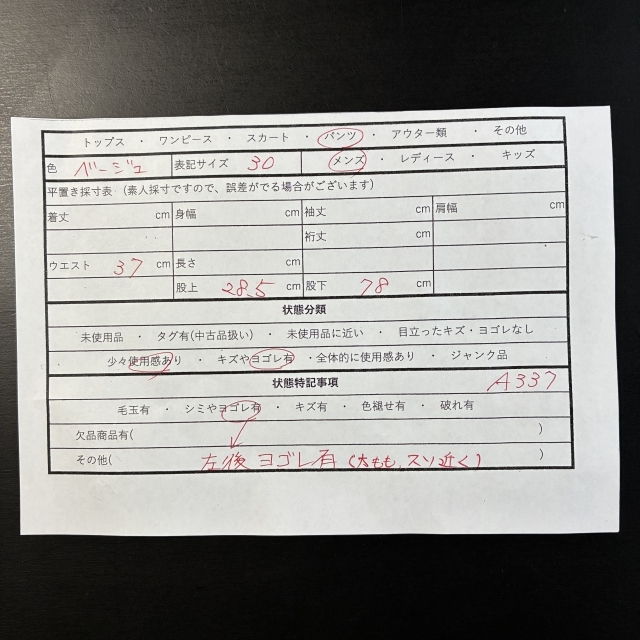 トップス ・ ワンピース ・ スカート ・ パンツ ・ アウター類 ・ その他
色 ベージュ 表記サイズ 30 メンズ ・ レディース ・ キッズ
平置き採寸表 (素人採寸ですので、誤差がでる場合がございます)
着丈 cm 身幅 cm 袖丈 cm 肩幅 cm
裄丈 cm
ウエスト 37 cm 長さ cm
股上 28.5 cm 股下 78 cm
状態分類
未使用品 ・ タグ有(中古品扱い) ・ 未使用品に近い ・ 目立ったキズ・ヨゴレなし
少々使用感あり ・ キズやヨゴレ有 ・全体的に使用感あり ・ ジャンク品
状態特記事項 A337
毛玉有 ・ シミやヨゴレ有 ・ キズ有 ・ 色褪せ有 ・ 破れ有
欠品商品有( )
その他( 左後 ヨゴレ有 (太もも,スソ近く) )